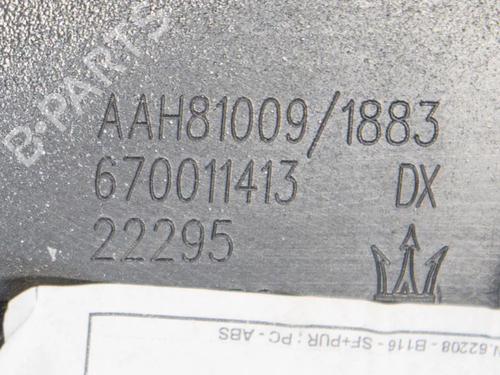 B-PARTS
AAH81009/1883
670011413 DX
22295
62208 - B116 - SF+PUR : PC - ABS